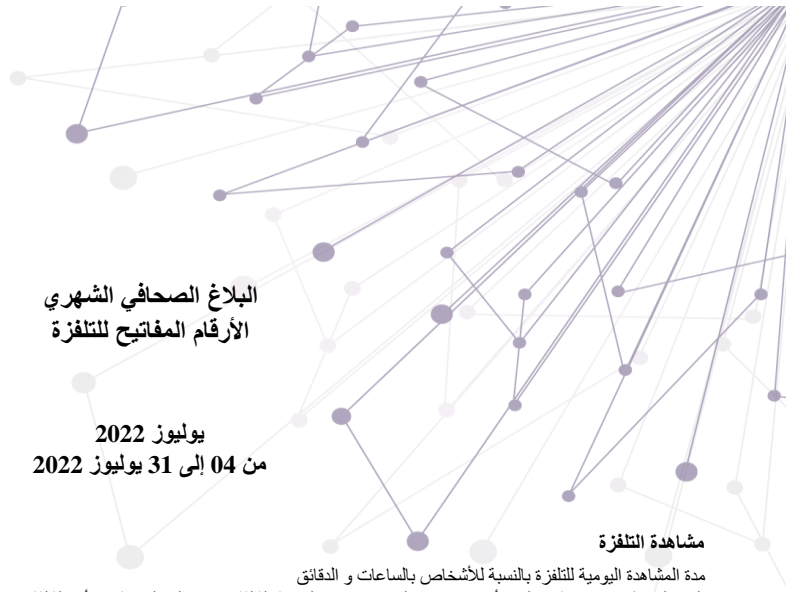 البلاغ الصحافي الشهري
الأرقام المفاتيح للتلفزة
يوليوز 2022
من 04 إلى 31 يوليوز 2022
مشاهدة التلفزة
مدة المشاهدة اليومية للتلفزة بالنسبة للأشخاص بالساعات و الدقائق